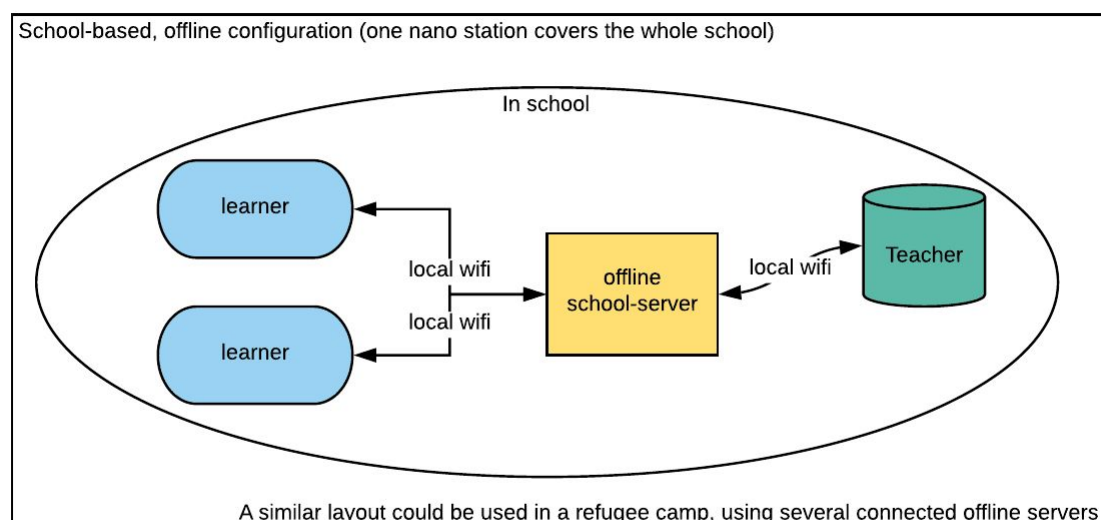 School-based, offline configuration (one nano station covers the whole school)
In school
learner
local wifi
local wifi
learner
offline
school-server
local wifi
Teacher
A similar layout could be used in a refugee camp, using several connected offline servers